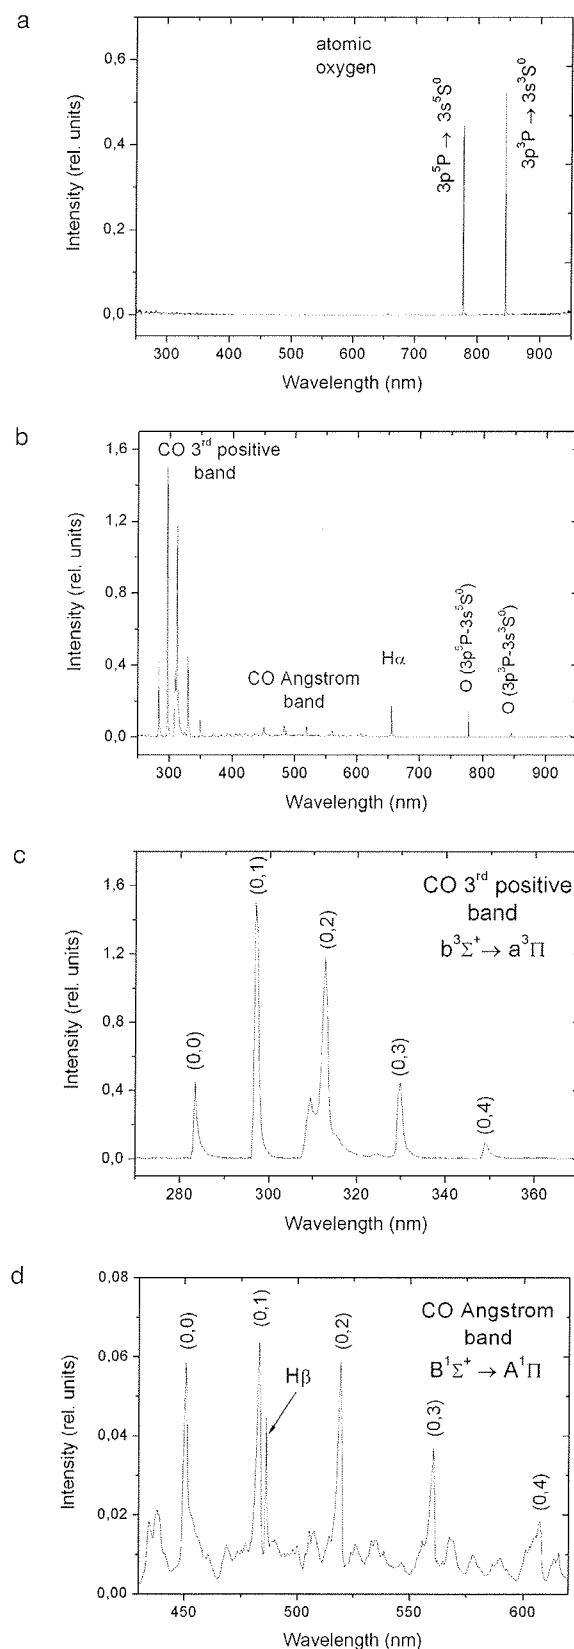 a
atomic
oxygen
3p⁵P → 3s⁵S⁰
3p³P → 3s³S⁰
0,6
0,4
0,2
0,0
Intensity (rel. units)
300 400 500 600 700 800 900
Wavelength (nm)
b
CO 3rd positive
band
CO Angstrom
band
Hα
O (3p⁵P-3s⁵S⁰)
O (3p³P-3s³S⁰)
1,6
1,2
0,8
0,4
0,0
Intensity (rel. units)
300 400 500 600 700 800 900
Wavelength (nm)
c
CO 3rd positive
band
b³Σ⁺→ a³Π
(0,0)
(0,1)
(0,2)
(0,3)
(0,4)
1,6
1,2
0,8
0,4
0,0
Intensity (rel. units)
280 300 320 340 360
Wavelength (nm)
d
CO Angstrom
band
B¹Σ⁺ → A¹Π
(0,0)
(0,1)
Hβ
(0,2)
(0,3)
(0,4)
0,08
0,06
0,04
0,02
0,00
Intensity (rel. units)
450 500 550 600
Wavelength (nm)